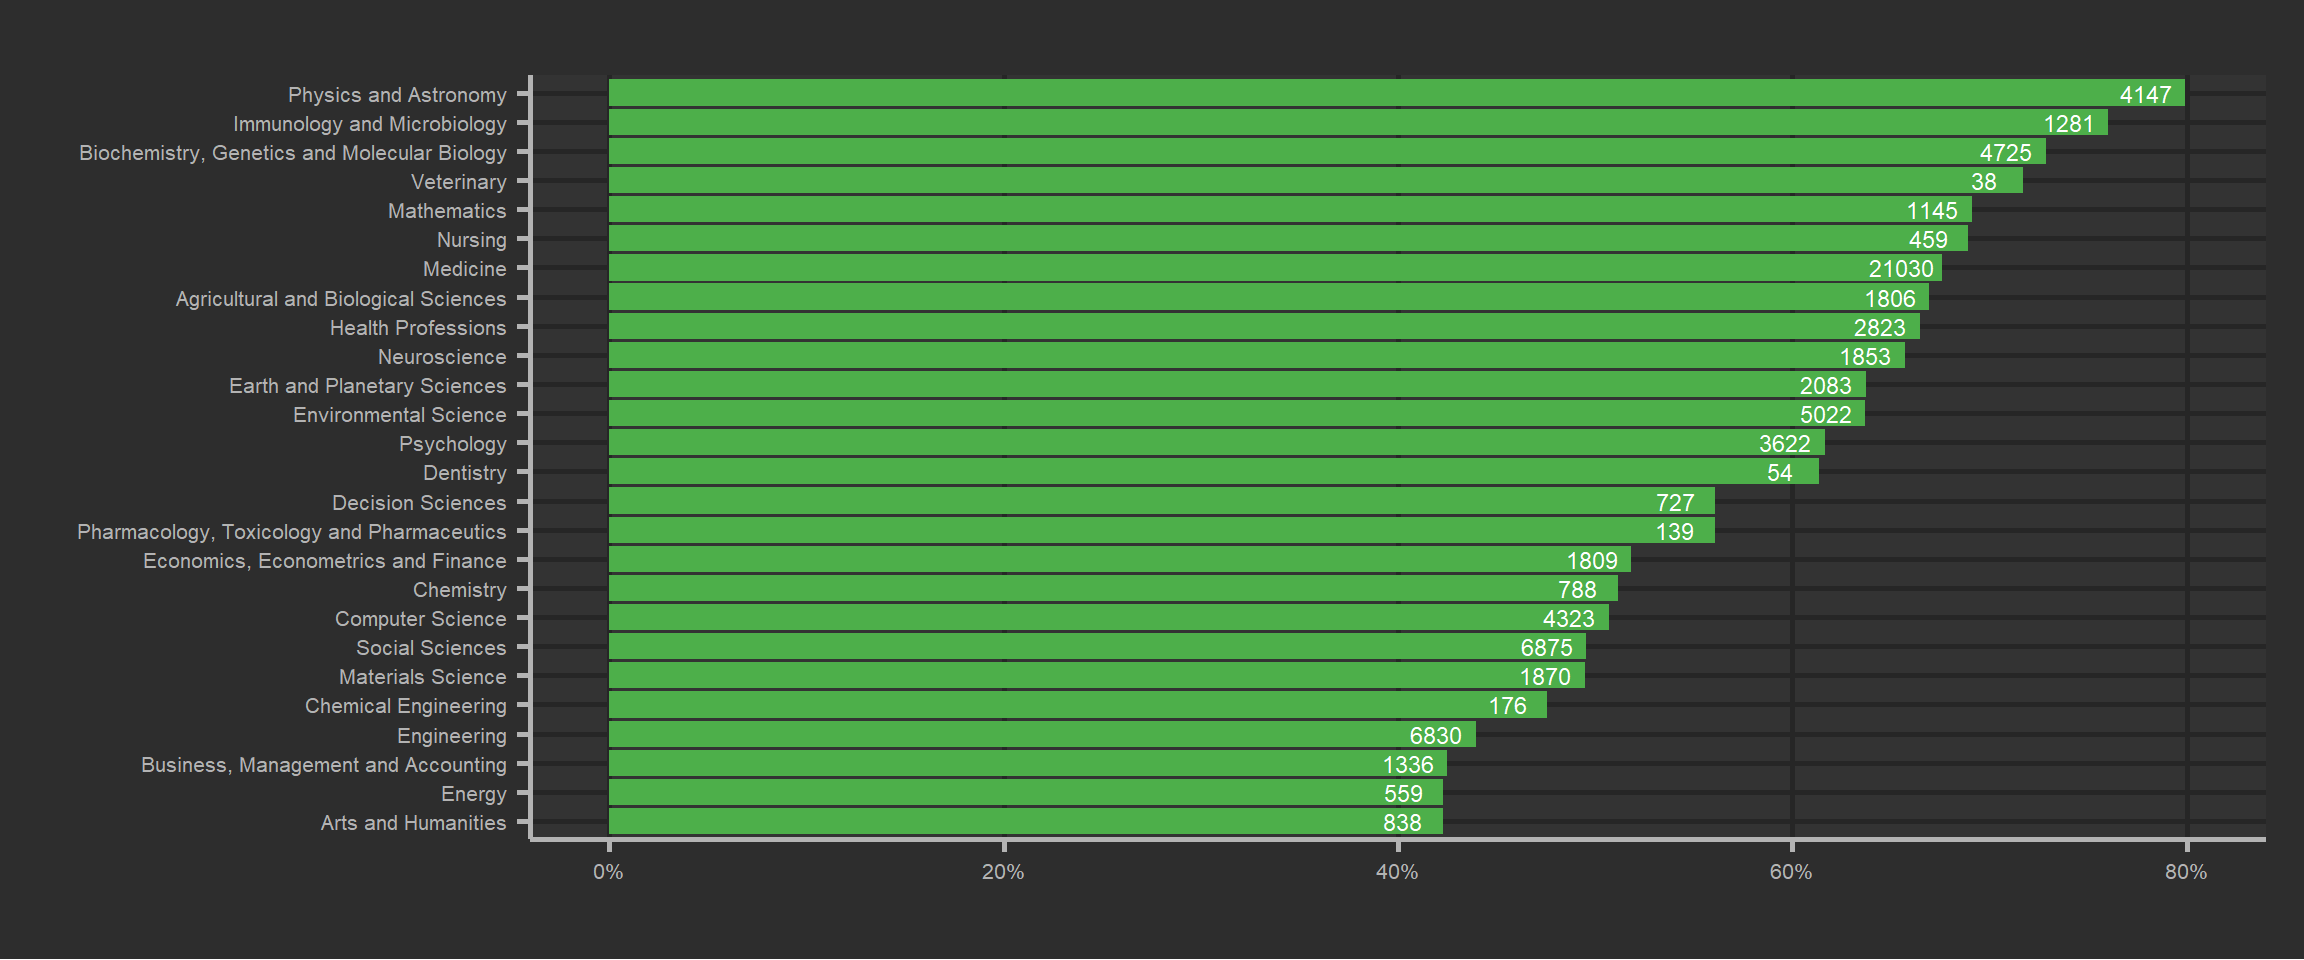 Physics and Astronomy 4147
Immunology and Microbiology 1281
Biochemistry, Genetics and Molecular Biology 4725
Veterinary 38
Mathematics 1145
Nursing 459
Medicine 21030
Agricultural and Biological Sciences 1806
Health Professions 2823
Neuroscience 1853
Earth and Planetary Sciences 2083
Environmental Science 5022
Psychology 3622
Dentistry 54
Decision Sciences 727
Pharmacology, Toxicology and Pharmaceutics 139
Economics, Econometrics and Finance 1809
Chemistry 788
Computer Science 4323
Social Sciences 6875
Materials Science 1870
Chemical Engineering 176
Engineering 6830
Business, Management and Accounting 1336
Energy 559
Arts and Humanities 838
0% 20% 40% 60% 80%